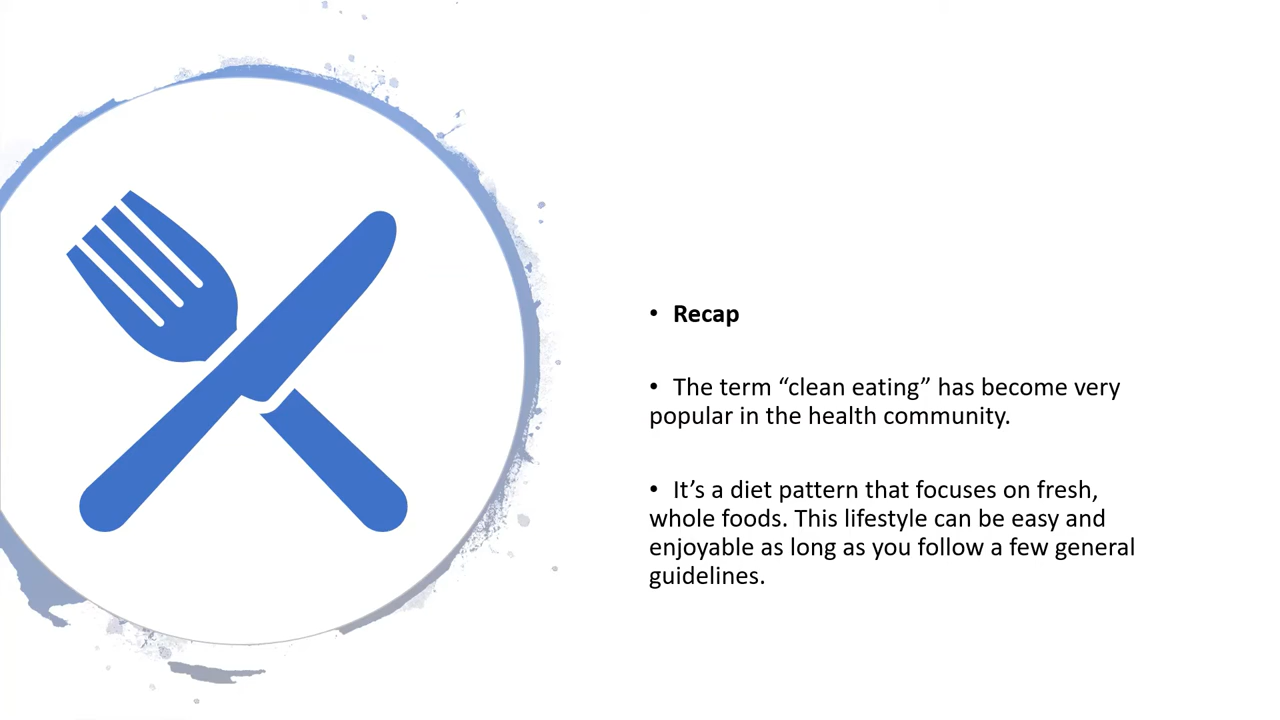 • Recap
• The term “clean eating” has become very
popular in the health community.
• It’s a diet pattern that focuses on fresh,
whole foods. This lifestyle can be easy and
enjoyable as long as you follow a few general
guidelines.